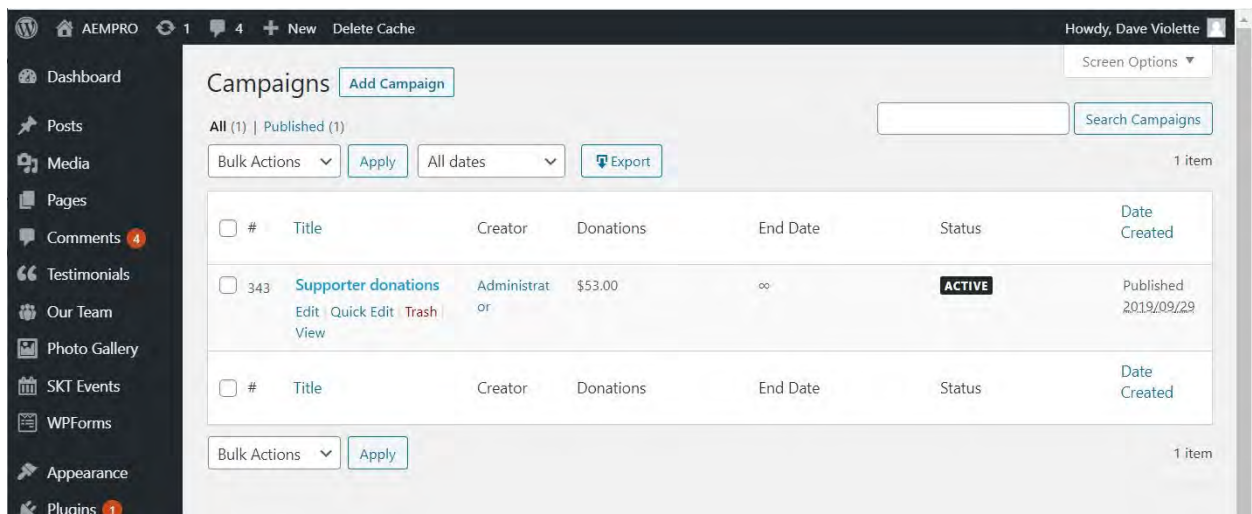 AEMPRO 1 4 New Delete Cache Howdy, Dave Violette
Screen Options
Dashboard
Posts
Media
Pages
Comments 4
Testimonials
Our Team
Photo Gallery
SKT Events
WPForms
Appearance
Plugins 1
Campaigns Add Campaign
All (1) | Published (1)
Search Campaigns
Bulk Actions Apply All dates Export 1 item
# Title Creator Donations End Date Status Date
Created
343 Supporter donations Administrat $53.00 ∞ ACTIVE Published
Edit | Quick Edit | Trash | or 2019/09/29
View
# Title Creator Donations End Date Status Date
Created
Bulk Actions Apply 1 item